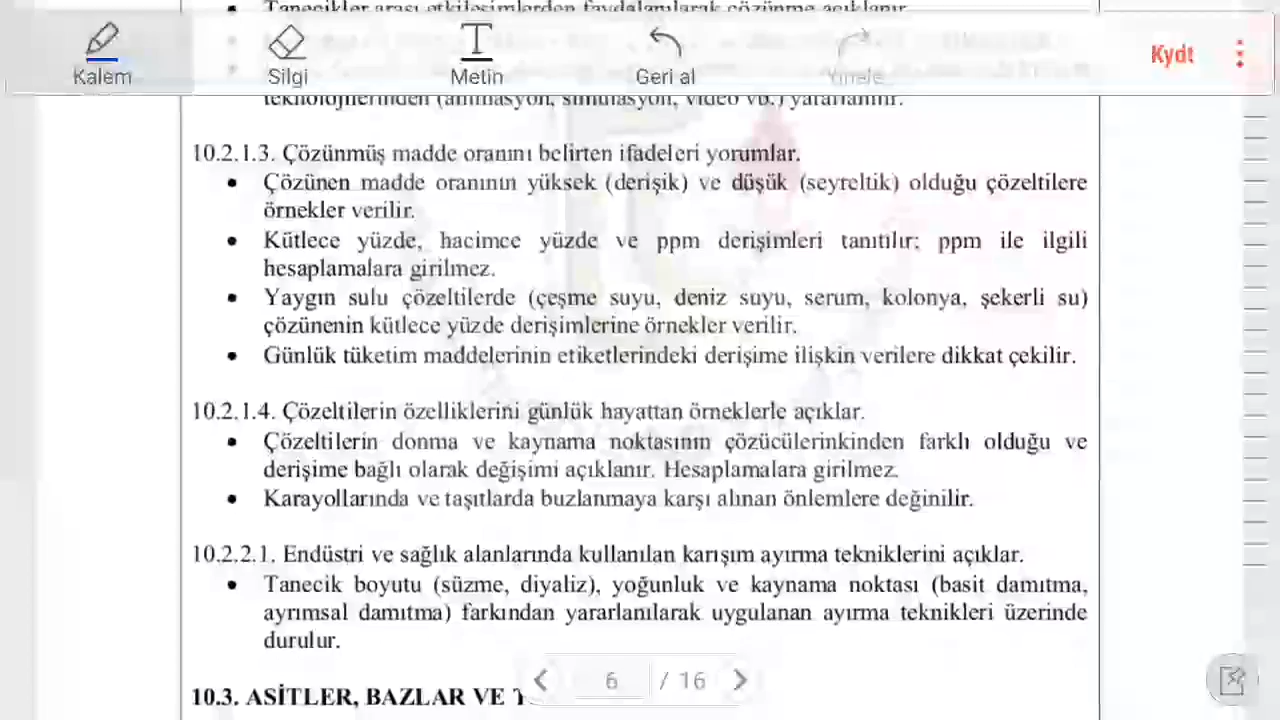 Tanecikler arası etkileşimlerden faydalanılarak çözünme açıklanır.
Kalem
Silgi
Metin
Geri al
Yinele
Kydt
teknolojilerinden (animasyon, simülasyon, video vb.) yararlanılır.
10.2.1.3. Çözünmüş madde oranını belirten ifadeleri yorumlar.
• Çözünen madde oranının yüksek (derişik) ve düşük (seyreltik) olduğu çözeltilere
örnekler verilir.
• Kütlece yüzde, hacimce yüzde ve ppm derişimleri tanıtılır; ppm ile ilgili
hesaplamalara girilmez.
• Yaygın sulu çözeltilerde (çeşme suyu, deniz suyu, serum, kolonya, şekerli su)
çözünenin kütlece yüzde derişimlerine örnekler verilir.
• Günlük tüketim maddelerinin etiketlerindeki derişime ilişkin verilere dikkat çekilir.
10.2.1.4. Çözeltilerin özelliklerini günlük hayattan örneklerle açıklar.
• Çözeltilerin donma ve kaynama noktasının çözücülerinkinden farklı olduğu ve
derişime bağlı olarak değişimi açıklanır. Hesaplamalara girilmez.
• Karayollarında ve taşıtlarda buzlanmaya karşı alınan önlemlere değinilir.
10.2.2.1. Endüstri ve sağlık alanlarında kullanılan karışım ayırma tekniklerini açıklar.
• Tanecik boyutu (süzme, diyaliz), yoğunluk ve kaynama noktası (basit damıtma,
ayrımsal damıtma) farkından yararlanılarak uygulanan ayırma teknikleri üzerinde
durulur.
10.3. ASİTLER, BAZLAR VE T
6 / 16